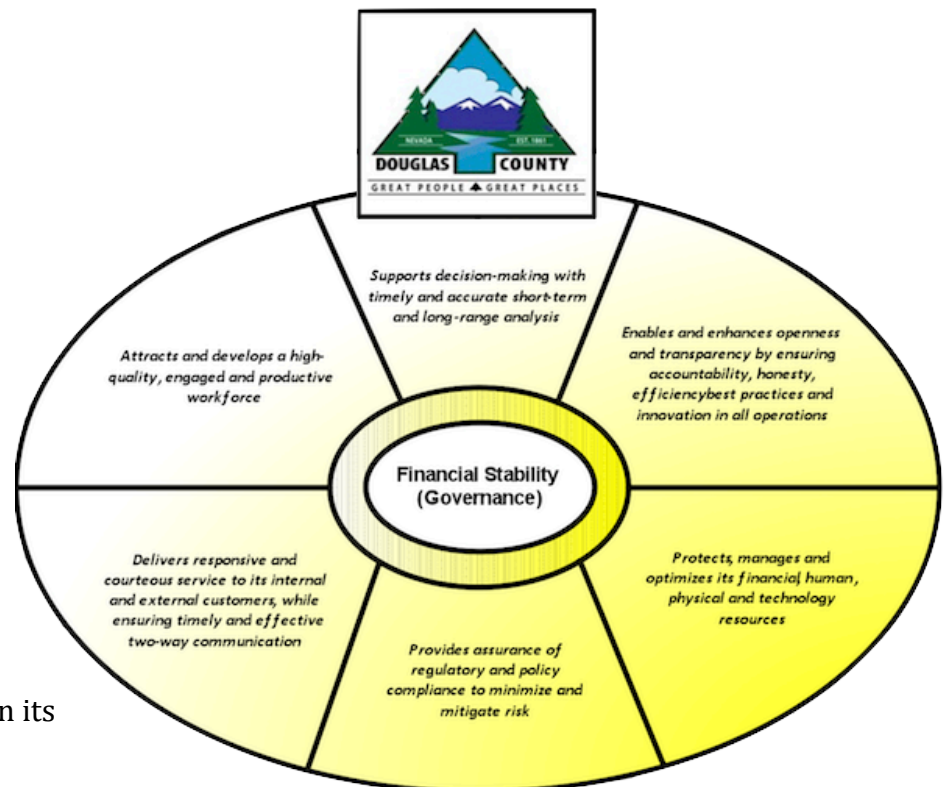 NEVADA EST. 1861
DOUGLAS COUNTY
GREAT PEOPLE GREAT PLACES
Supports decision-making with
timely and accurate short-term
and long-range analysis
Enables and enhances openness
and transparency by ensuring
accountability, honesty,
efficiencybest practices and
innovation in all operations
Attracts and develops a high-
quality, engaged and productive
workforce
Financial Stability
(Governance)
Delivers responsive and
courteous service to its internal
and external customers, while
ensuring timely and effective
two-way communication
Protects, manages and
optimizes its financial, human,
physical and technology
resources
Provides assurance of
regulatory and policy
compliance to minimize and
mitigate risk
n its